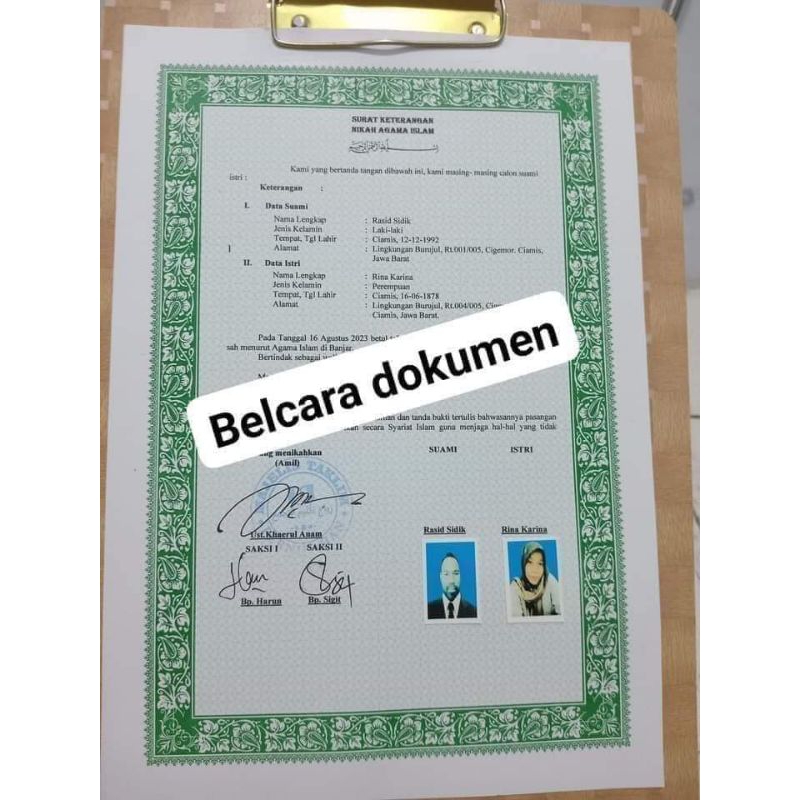 SURAT KETERANGAN
NIKAH AGAMA ISLAM
Kami yang bertanda tangan dibawah ini, kami masing- masing calon suami
istri :
Keterangan :
I. Data Suami
Nama Lengkap : Rasid Sidik
Jenis Kelamin : Laki-laki
Tempat, Tgl Lahir : Ciamis, 12-12-1992
] Alamat : Lingkungan Burujul, Rt.001/005, Cigemor. Ciamis,
Jawa Barat
II. Data Istri
Nama Lengkap : Rina Karina
Jenis Kelamin : Perempuan
Tempat, Tgl Lahir : Ciamis, 16-06-1878
Alamat : Lingkungan Burujul, Rt.004/005,
Ciamis, Jawa Barat.
Pada Tanggal 16 Agustus 2023
sah menurut Agama Islam di Banjar.
Bertindak sebagai
Belcara dokumen
dan tanda bukti tertulis bahwasannya pasangan
secara Syariat Islam guna menjaga hal-hal yang tidak
menikahkan SUAMI ISTRI
(Amil)
MAJELIS TAKLIM
Ust.Khaerul Anam Rasid Sidik Rina Karina
SAKSI I SAKSI II
Bp. Harun Bp. Sigit